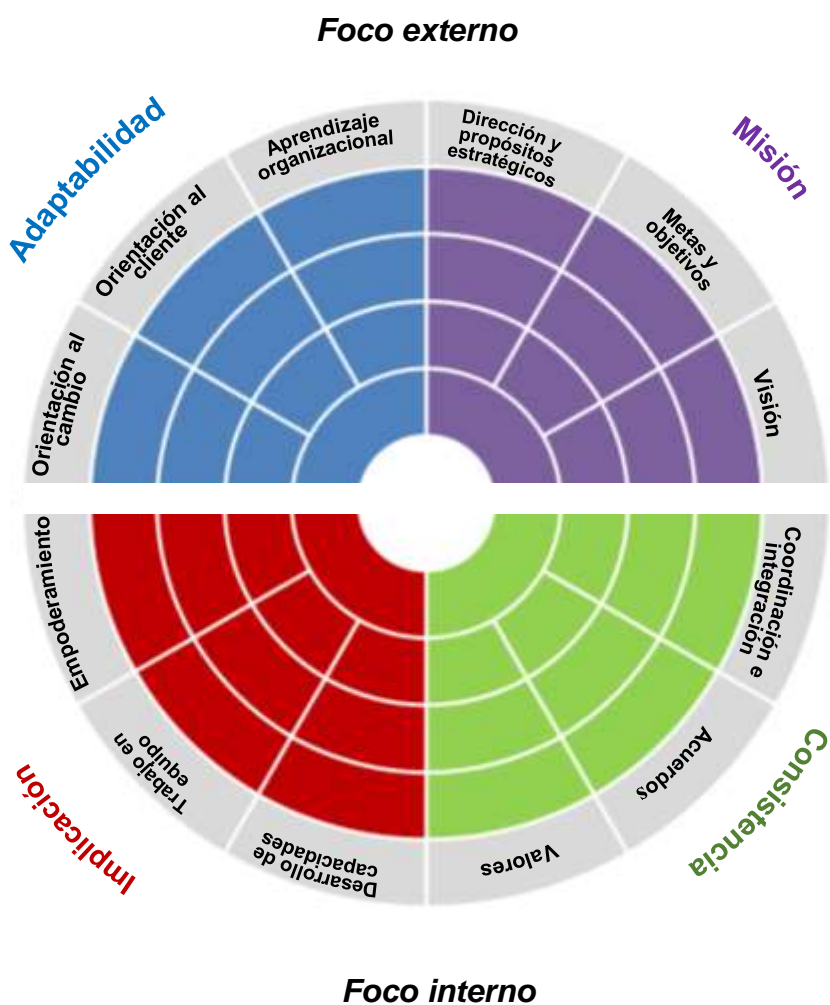 Foco externo
Adaptabilidad
Misión
Aprendizaje
organizacional
Dirección y
propósitos
estratégicos
Orientación al
cliente
Metas y
objetivos
Orientación al
cambio
Visión
Empoderamiento
Coordinación e
integración
Trabajo en
equipo
Acuerdos
Desarrollo de
capacidades
Valores
Implicación
Consistencia
Foco interno